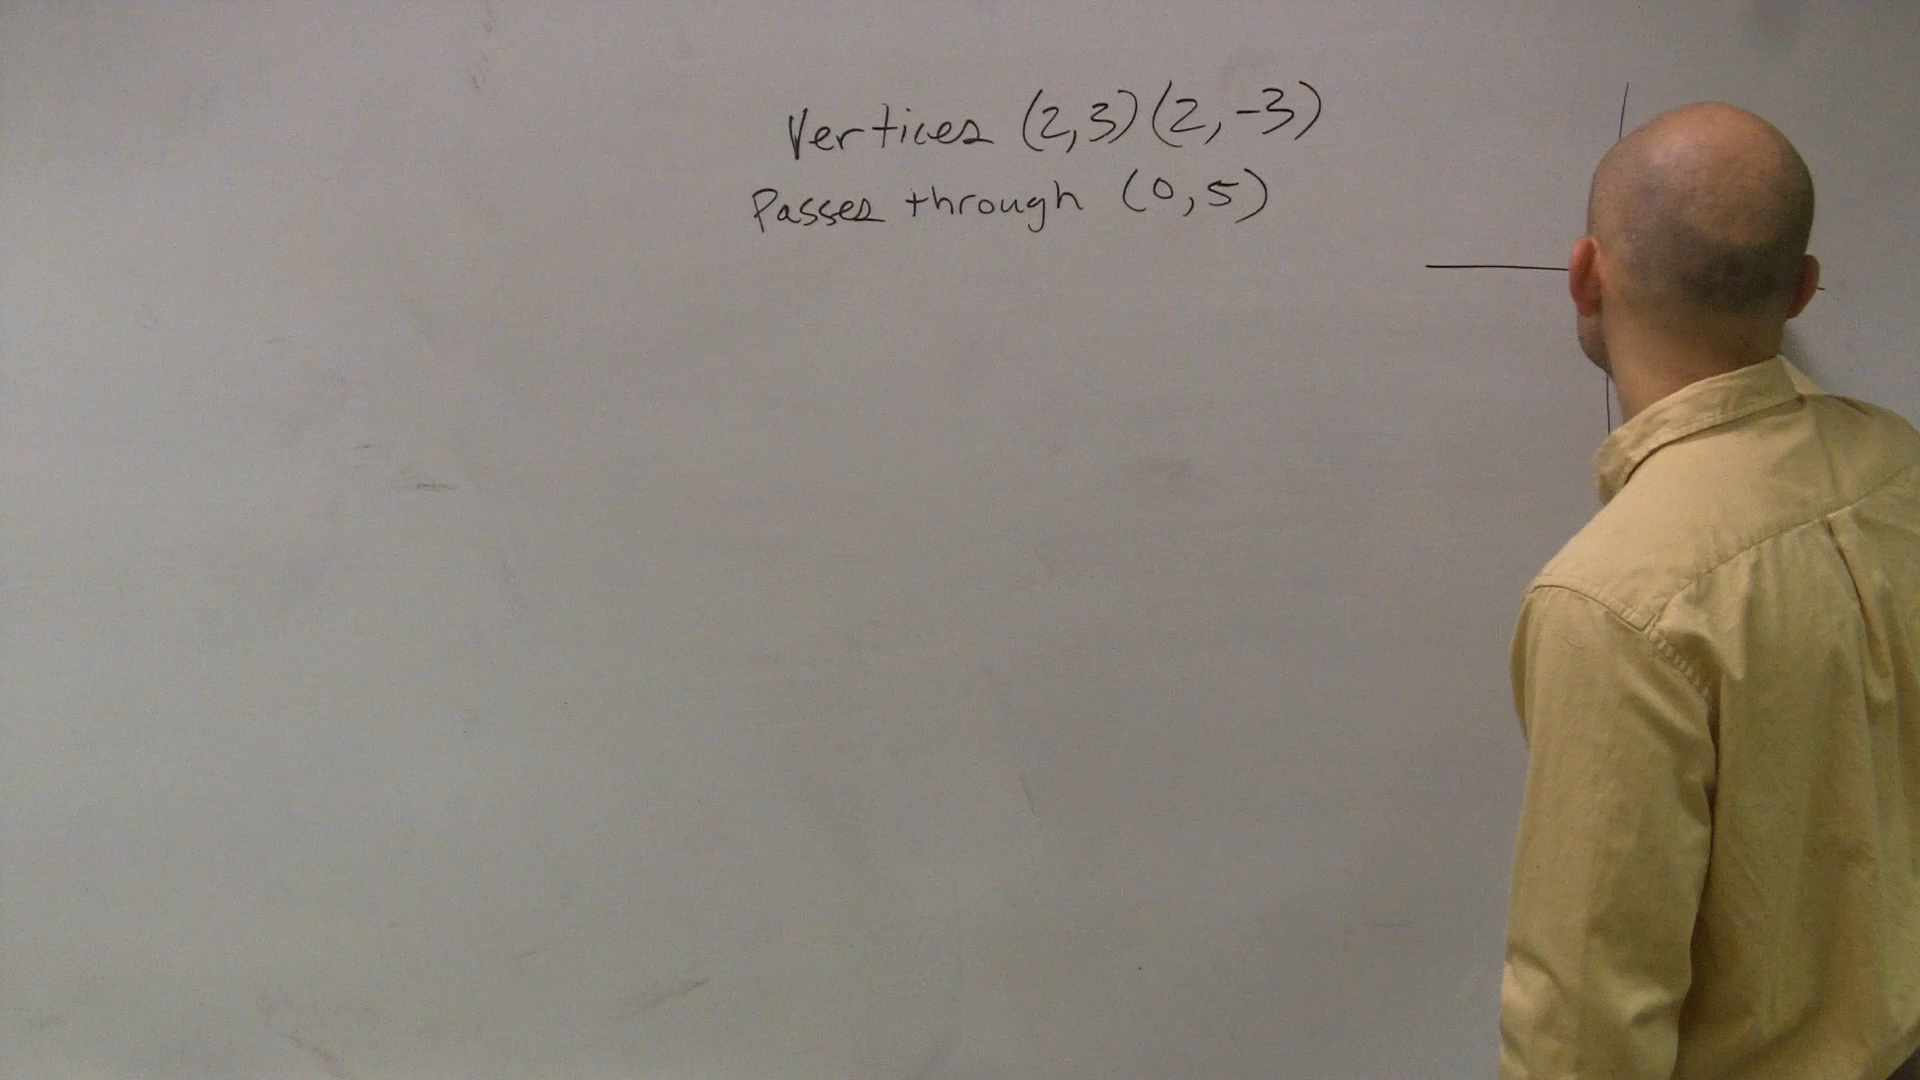 Vertices (2,3) (2,-3)
Passes through (0,5)